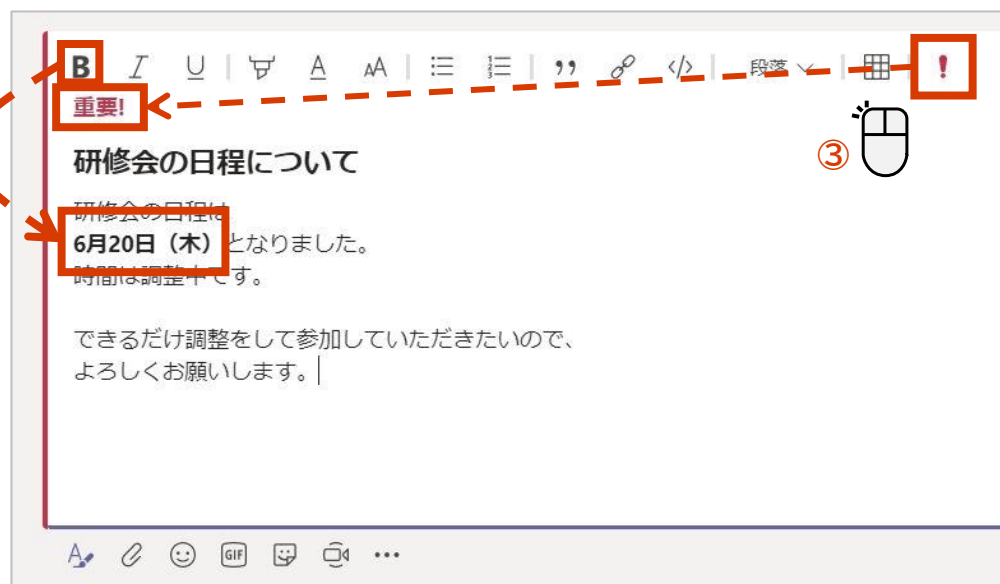 B I U A AA 段落 !
重要!
③
研修会の日程について
研修会の日程は
6月20日（木）となりました。
時間は調整中です。
できるだけ調整をして参加していただきたいので、
よろしくお願いします。
GIF